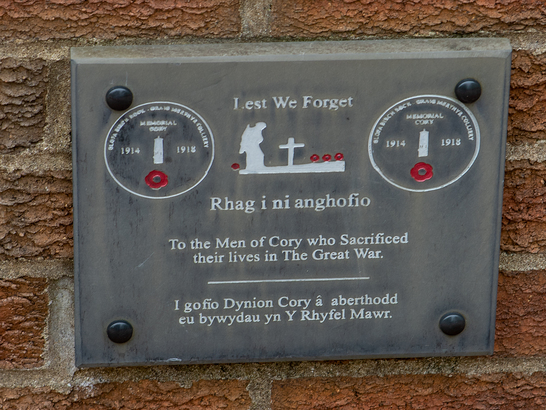 Lest We Forget
MEMORIAL
CORY
1914 1918
MEMORIAL
CORY
1914 1918
Rhag i ni anghofio
To the Men of Cory who Sacrificed
their lives in The Great War.
I gofio Dynion Cory â aberthodd
eu bywydau yn Y Rhyfel Mawr.